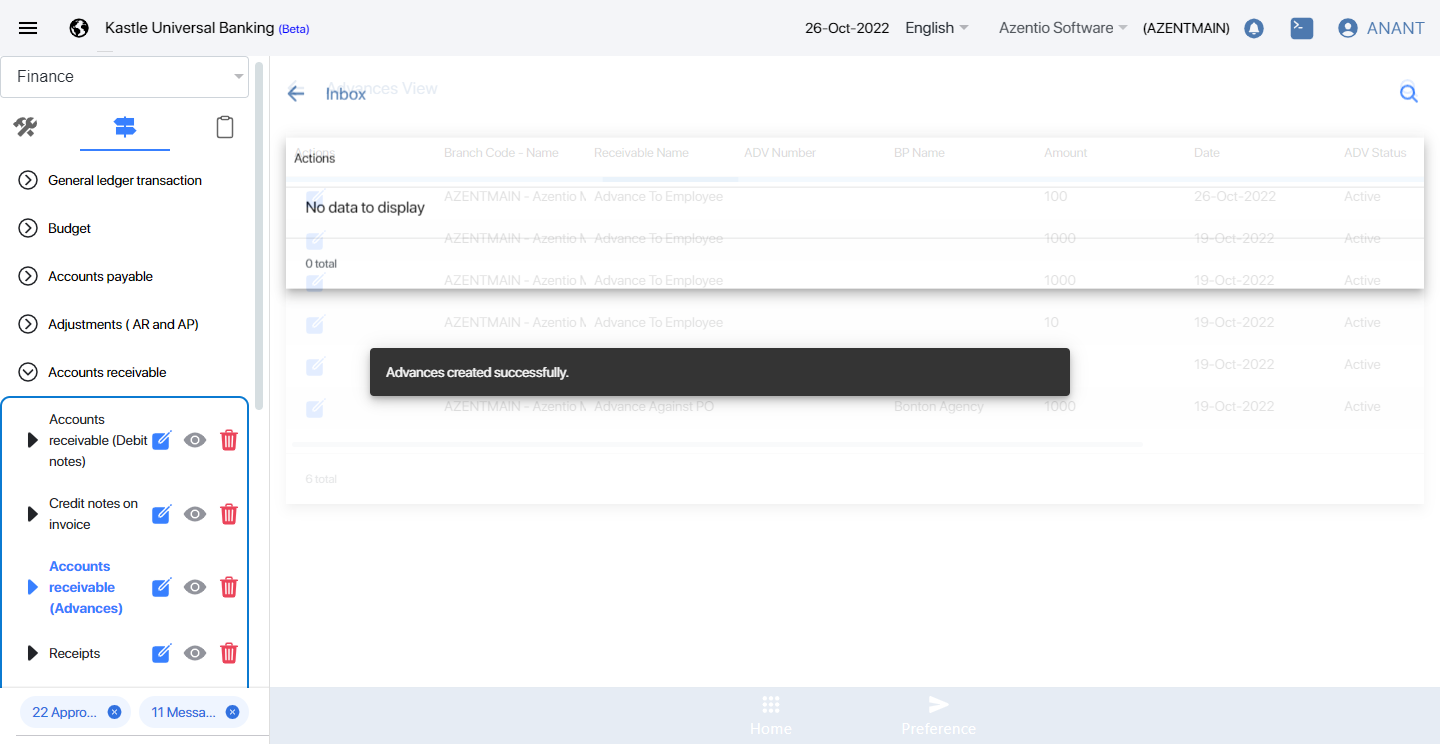 Kastle Universal Banking (Beta)
26-Oct-2022
English
Azentio Software
(AZENTMAIN)
ANANT
Finance
General ledger transaction
Budget
Accounts payable
Adjustments ( AR and AP)
Accounts receivable
Accounts
receivable (Debit
notes)
Credit notes on
invoice
Accounts
receivable
(Advances)
Receipts
22 Appro...
11 Messa...
Advances View
Inbox
Actions Branch Code - Name Receivable Name ADV Number BP Name Amount Date ADV Status
Actions
AZENTMAIN - Azentio M Advance To Employee 100 26-Oct-2022 Active
No data to display
AZENTMAIN - Azentio M Advance To Employee 1000 19-Oct-2022 Active
0 total
AZENTMAIN - Azentio M Advance To Employee 1000 19-Oct-2022 Active
AZENTMAIN - Azentio M Advance To Employee 10 19-Oct-2022 Active
19-Oct-2022 Active
Advances created successfully.
AZENTMAIN - Azentio M Advance Against PO Bonton Agency 1000 19-Oct-2022 Active
6 total
Home
Preference